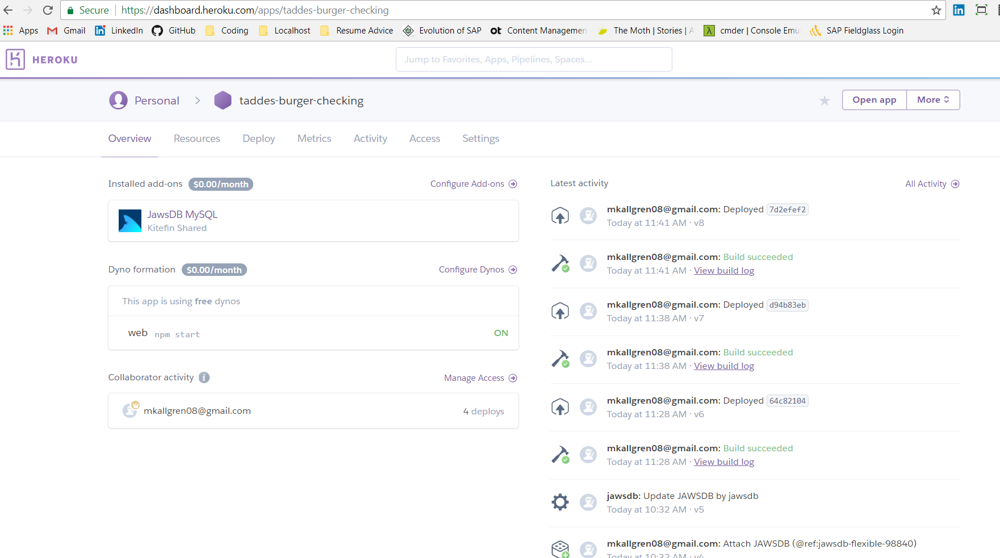 Secure https://dashboard.heroku.com/apps/taddes-burger-checking
Apps Gmail LinkedIn GitHub Coding Localhost Resume Advice Evolution of SAP Content Managemen The Moth | Stories | A cmder | Console Emu SAP Fieldglass Login
HEROKU
Jump to Favorites, Apps, Pipelines, Spaces...
Personal > taddes-burger-checking
Open app More
Overview Resources Deploy Metrics Activity Access Settings
Installed add-ons $0.00/month Configure Add-ons
JawsDB MySQL
Kitefin Shared
Dyno formation $0.00/month Configure Dynos
This app is using free dynos
web npm start ON
Collaborator activity Manage Access
mkallgren08@gmail.com 4 deploys
Latest activity All Activity
mkallgren08@gmail.com: Deployed 7d2efef2
Today at 11:41 AM · v8
mkallgren08@gmail.com: Build succeeded
Today at 11:41 AM · View build log
mkallgren08@gmail.com: Deployed d94b83eb
Today at 11:38 AM · v7
mkallgren08@gmail.com: Build succeeded
Today at 11:38 AM · View build log
mkallgren08@gmail.com: Deployed 64c82104
Today at 11:28 AM · v6
mkallgren08@gmail.com: Build succeeded
Today at 11:28 AM · View build log
jawsdb: Update JAWSDB by jawsdb
Today at 10:32 AM · v5
mkallgren08@gmail.com: Attach JAWSDB (@ref:jawsdb-flexible-98840)
Today at 10:32 AM · v4